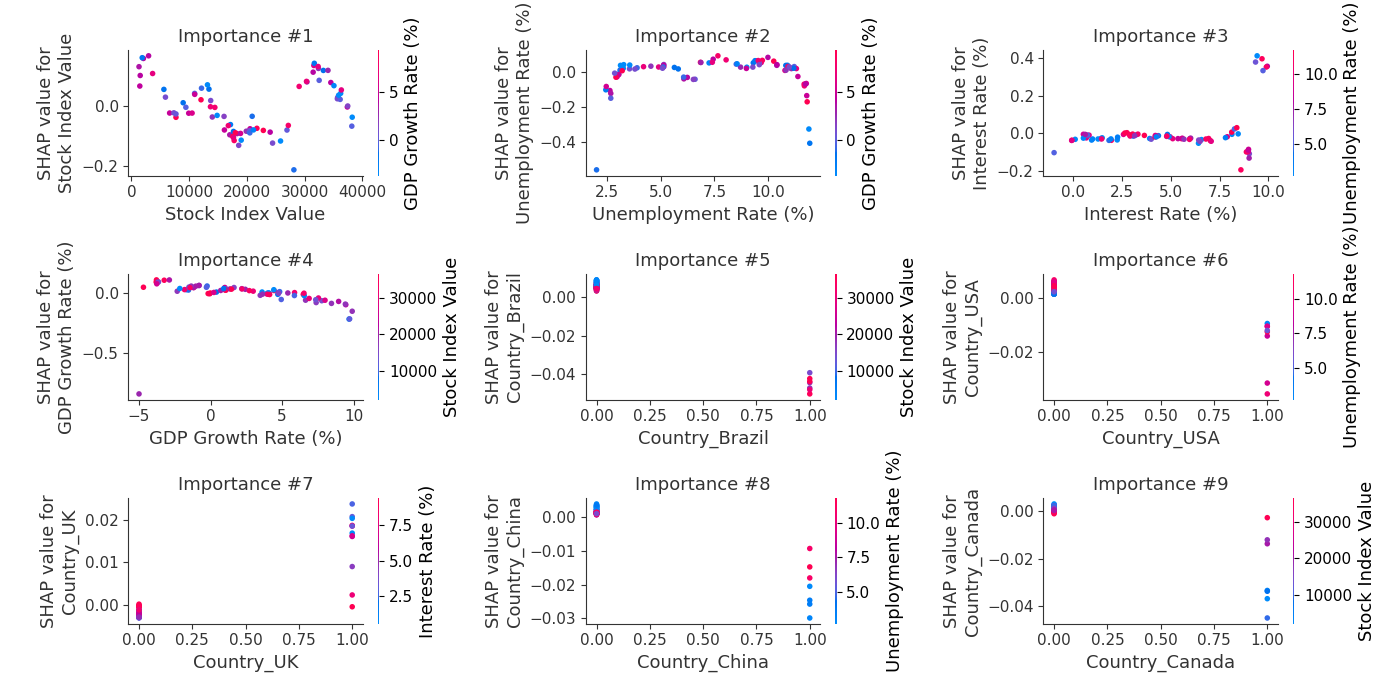 Importance #1
SHAP value for
Stock Index Value
0.0
−0.2
0
10000
20000
30000
40000
Stock Index Value
5
0
GDP Growth Rate (%)
Importance #2
SHAP value for
Unemployment Rate (%)
0.0
−0.2
−0.4
2.5
5.0
7.5
10.0
Unemployment Rate (%)
5
0
GDP Growth Rate (%)
Importance #3
SHAP value for
Interest Rate (%)
0.4
0.2
0.0
−0.2
0.0
2.5
5.0
7.5
10.0
Interest Rate (%)
10.0
7.5
5.0
Unemployment Rate (%)
Importance #4
SHAP value for
GDP Growth Rate (%)
0.0
−0.5
−5
0
5
10
GDP Growth Rate (%)
30000
20000
10000
Stock Index Value
Importance #5
SHAP value for
Country_Brazil
0.00
−0.02
−0.04
0.00
0.25
0.50
0.75
1.00
Country_Brazil
30000
20000
10000
Stock Index Value
Importance #6
SHAP value for
Country_USA
0.00
−0.02
0.00
0.25
0.50
0.75
1.00
Country_USA
10.0
7.5
5.0
Unemployment Rate (%)
Importance #7
SHAP value for
Country_UK
0.02
0.01
0.00
0.00
0.25
0.50
0.75
1.00
Country_UK
7.5
5.0
2.5
Interest Rate (%)
Importance #8
SHAP value for
Country_China
0.00
−0.01
−0.02
−0.03
0.00
0.25
0.50
0.75
1.00
Country_China
10.0
7.5
5.0
Unemployment Rate (%)
Importance #9
SHAP value for
Country_Canada
0.00
−0.02
−0.04
0.00
0.25
0.50
0.75
1.00
Country_Canada
30000
20000
10000
Stock Index Value